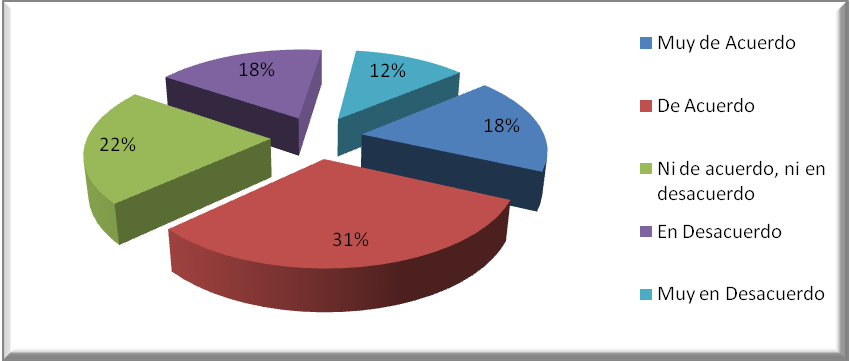 18%
12%
18%
22%
31%
Muy de Acuerdo
De Acuerdo
Ni de acuerdo, ni en
desacuerdo
En Desacuerdo
Muy en Desacuerdo